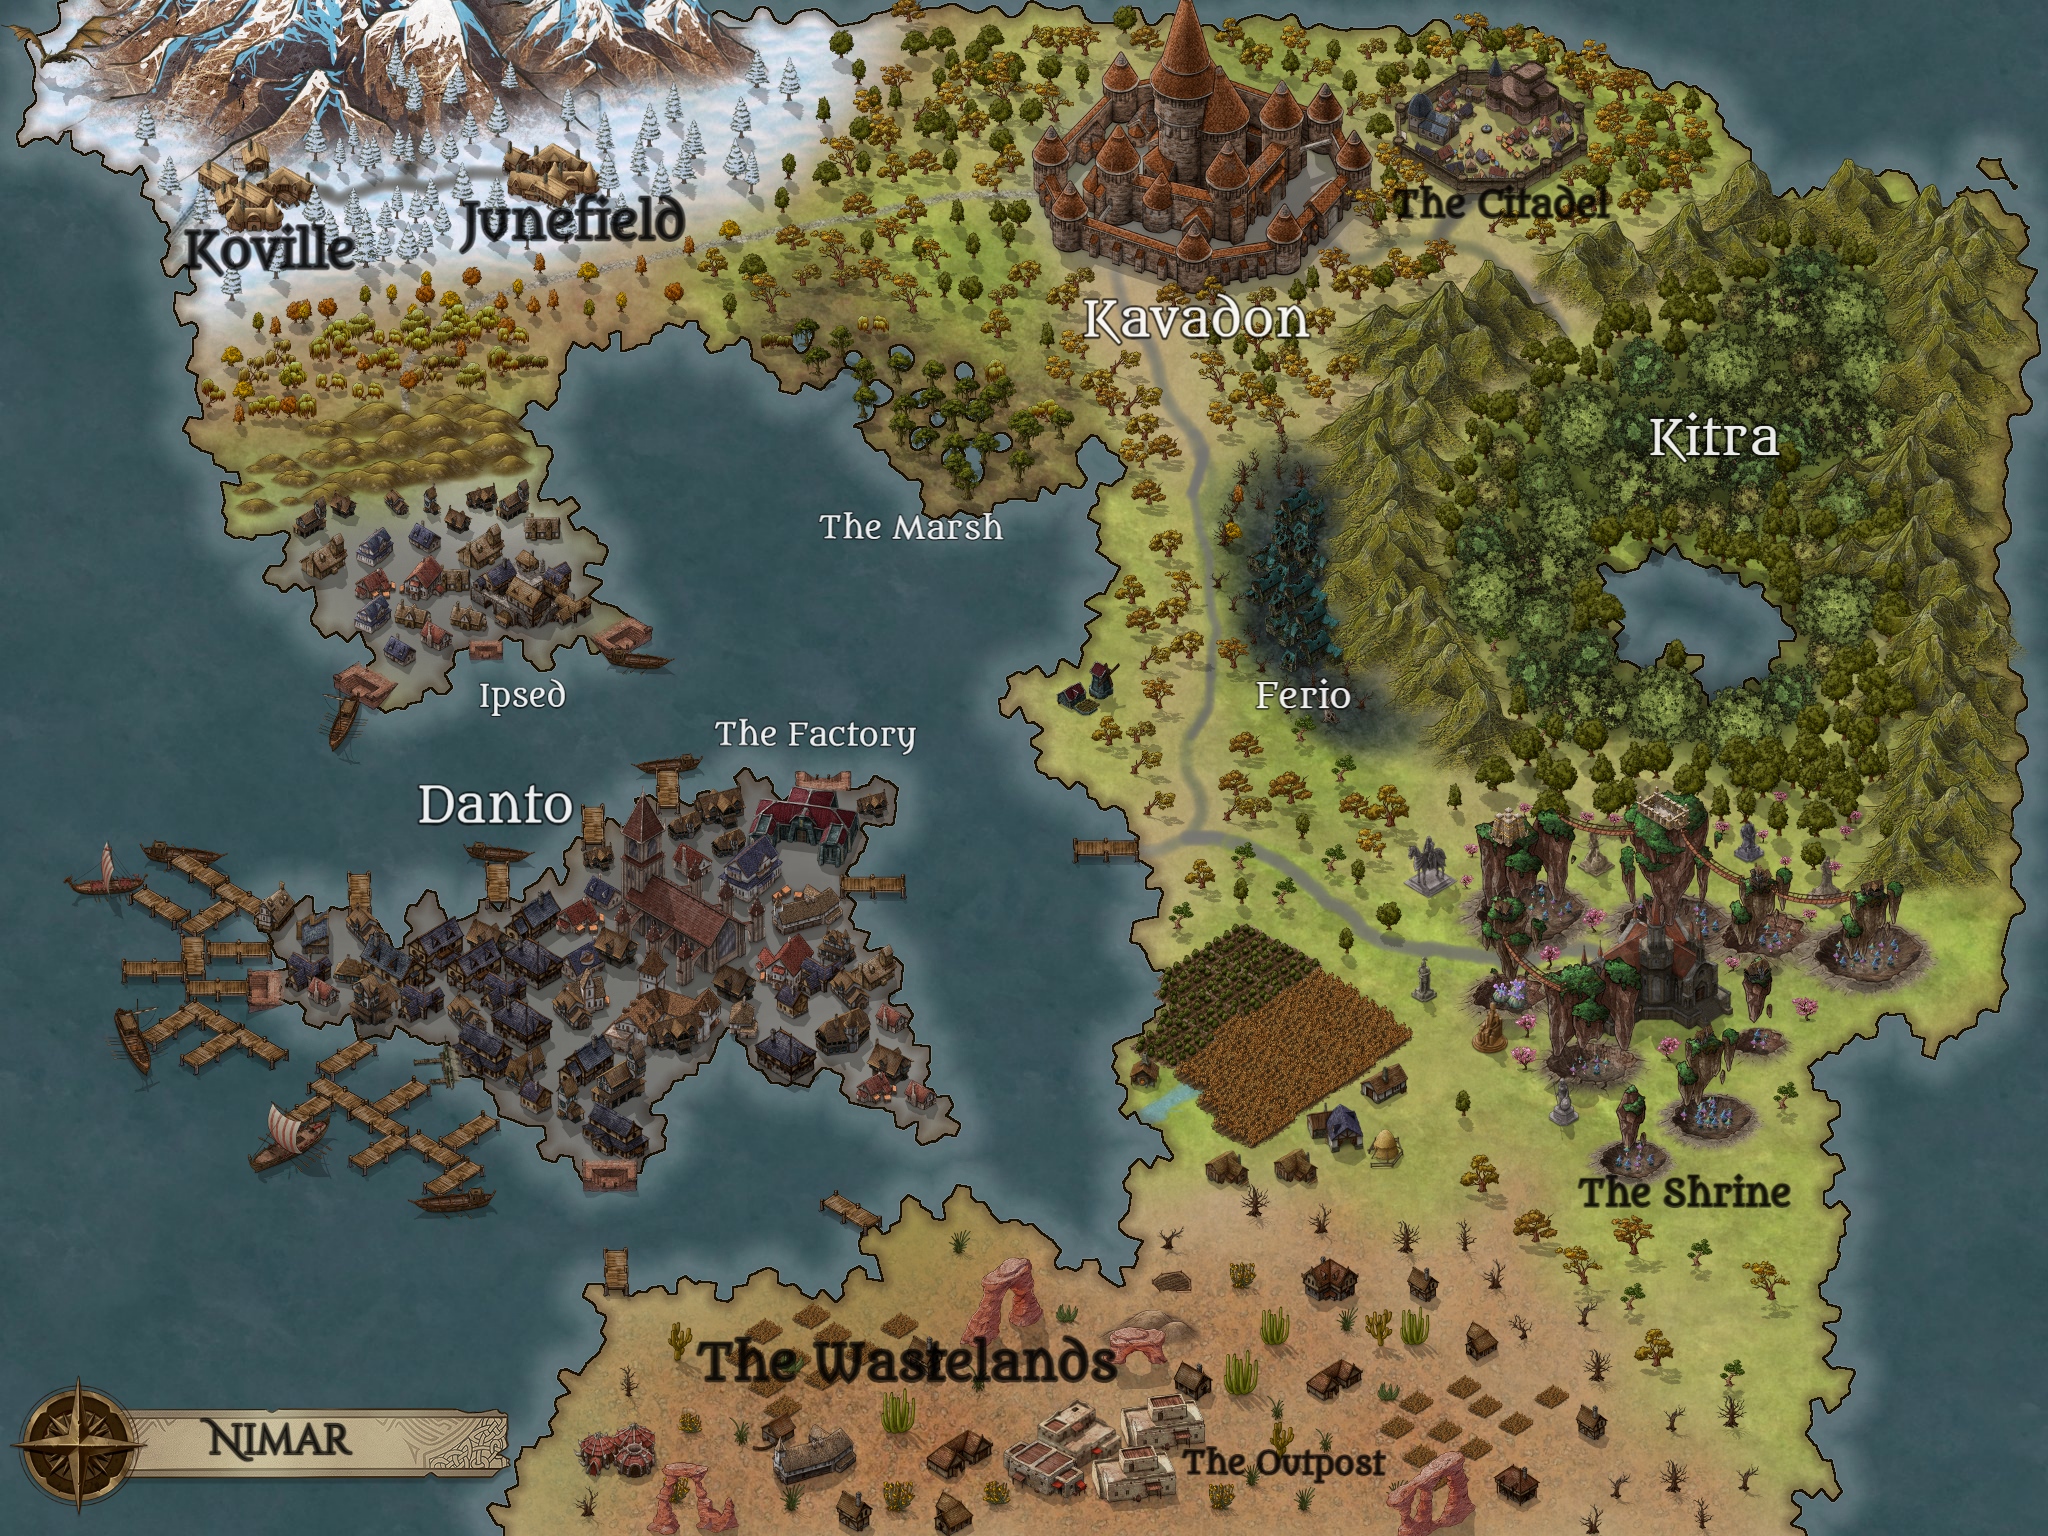 The Citadel
Koville
Junefield
Kavadon
Kitra
The Marsh
Ipsed
Ferio
The Factory
Danto
The Shrine
The Wastelands
NIMAR
The Outpost